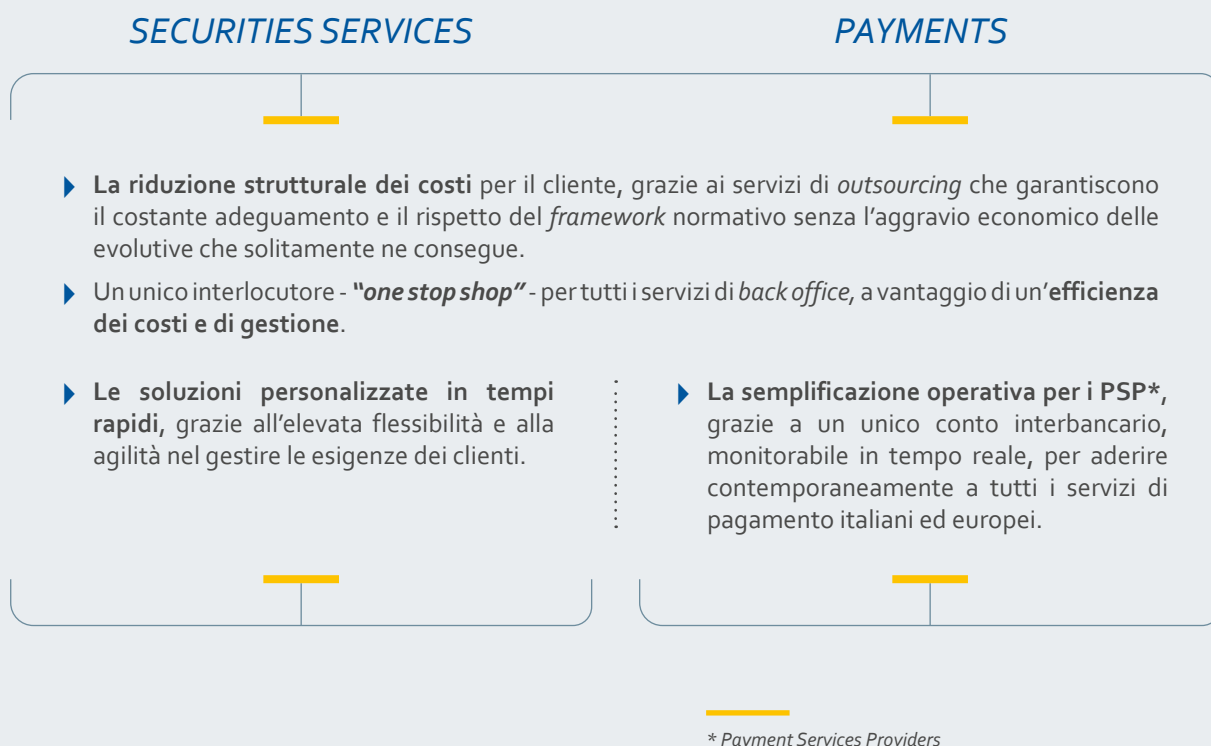 SECURITIES SERVICES
PAYMENTS
La riduzione strutturale dei costi per il cliente, grazie ai servizi di outsourcing che garantiscono
il costante adeguamento e il rispetto del framework normativo senza l'aggravio economico delle
evolutive che solitamente ne consegue.
Un unico interlocutore - “one stop shop” - per tutti i servizi di back office, a vantaggio di un'efficienza
dei costi e di gestione.
Le soluzioni personalizzate in tempi
rapidi, grazie all'elevata flessibilità e alla
agilità nel gestire le esigenze dei clienti.
La semplificazione operativa per i PSP*,
grazie a un unico conto interbancario,
monitorabile in tempo reale, per aderire
contemporaneamente a tutti i servizi di
pagamento italiani ed europei.
* Payment Services Providers